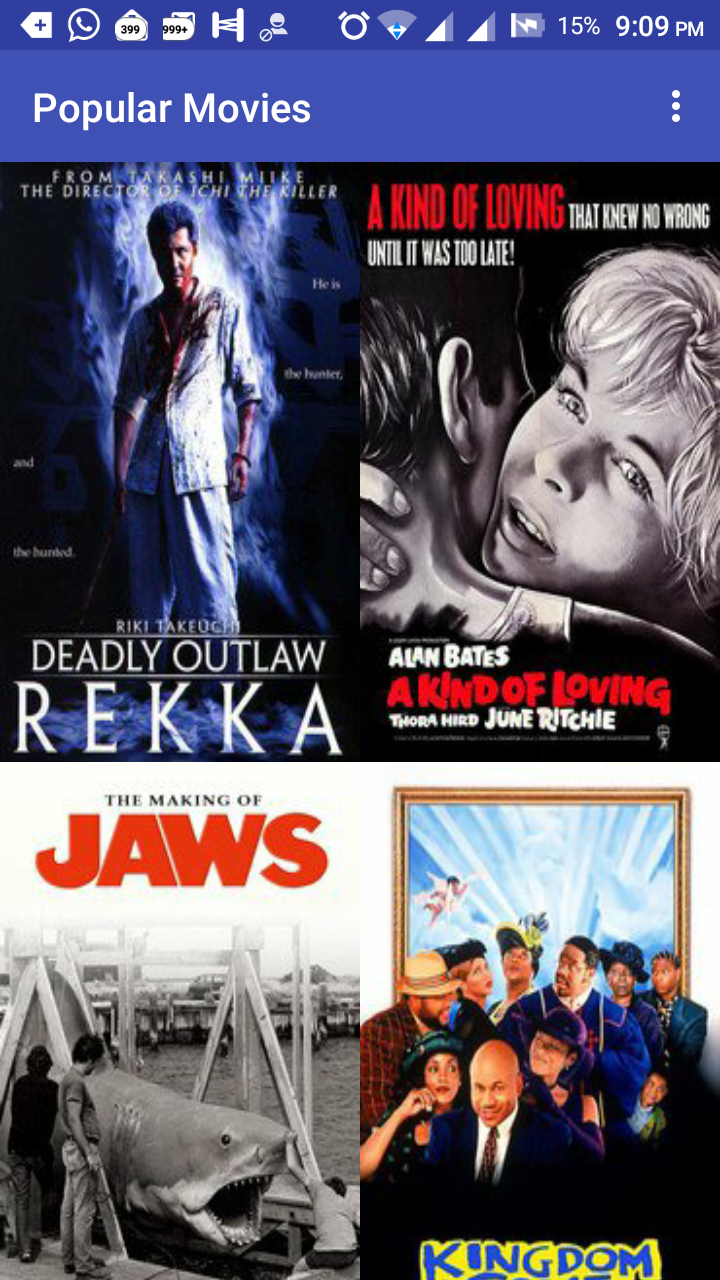 399
999+
15% 9:09 PM
Popular Movies
FROM TAKASHI MIIKE
THE DIRECTOR OF ICHI THE KILLER
He is
the hunter,
and
the hunted.
RIKI TAKEUCHI
DEADLY OUTLAW
REKKA
A KIND OF LOVING THAT KNEW NO WRONG
UNTIL IT WAS TOO LATE!
ALAN BATES
A KIND OF LOVING
THORA HIRD JUNE RITCHIE
THE MAKING OF
JAWS
KINGDOM